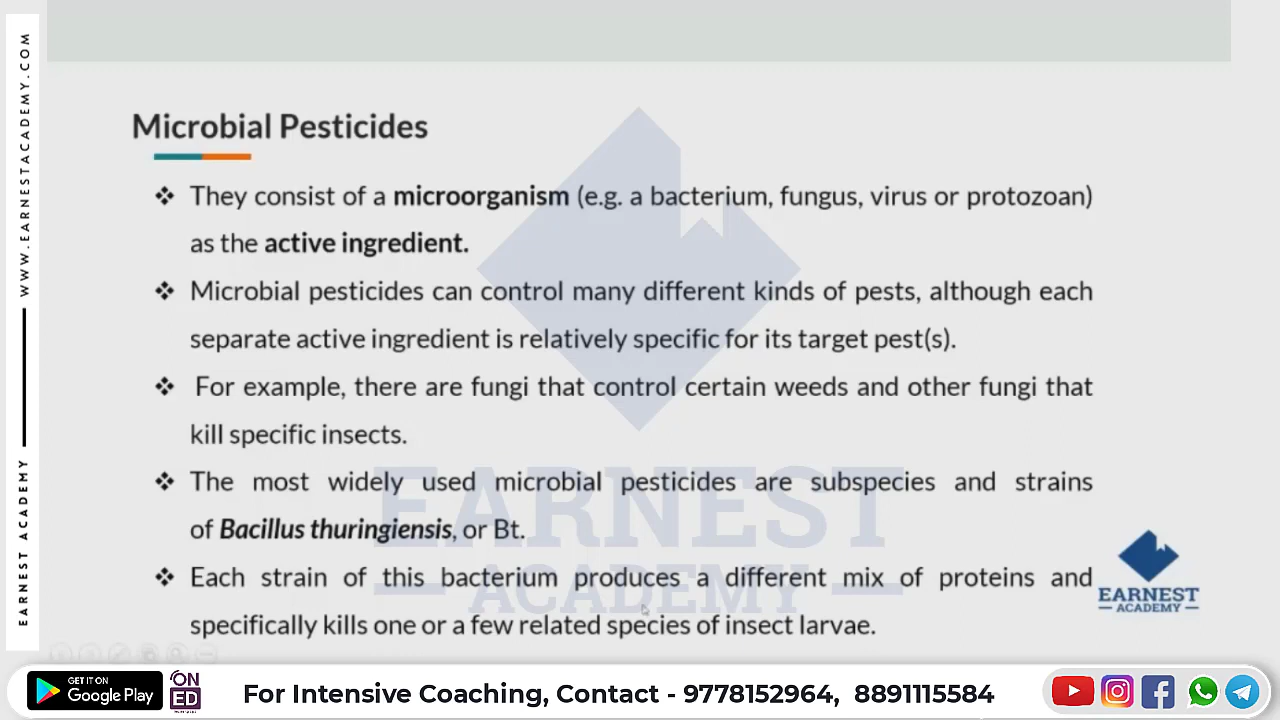 WWW.EARNESTACADEMY.COM
EARNEST ACADEMY
Microbial Pesticides
❖ They consist of a microorganism (e.g. a bacterium, fungus, virus or protozoan)
as the active ingredient.
❖ Microbial pesticides can control many different kinds of pests, although each
separate active ingredient is relatively specific for its target pest(s).
❖ For example, there are fungi that control certain weeds and other fungi that
kill specific insects.
❖ The most widely used microbial pesticides are subspecies and strains
of Bacillus thuringiensis, or Bt.
❖ Each strain of this bacterium produces a different mix of proteins and
specifically kills one or a few related species of insect larvae.
EARNEST
ACADEMY
EARNEST
ACADEMY
GET IT ON
Google Play
ON
ED
For Intensive Coaching, Contact - 9778152964, 8891115584